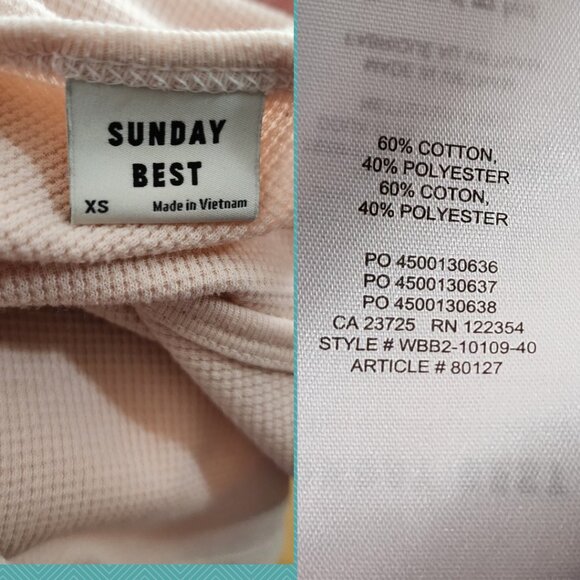 SUNDAY
BEST
XS Made in Vietnam
60% COTTON,
40% POLYESTER
60% COTON,
40% POLYESTER
PO 4500130636
PO 4500130637
PO 4500130638
CA 23725 RN 122354
STYLE # WBB2-10109-40
ARTICLE # 80127